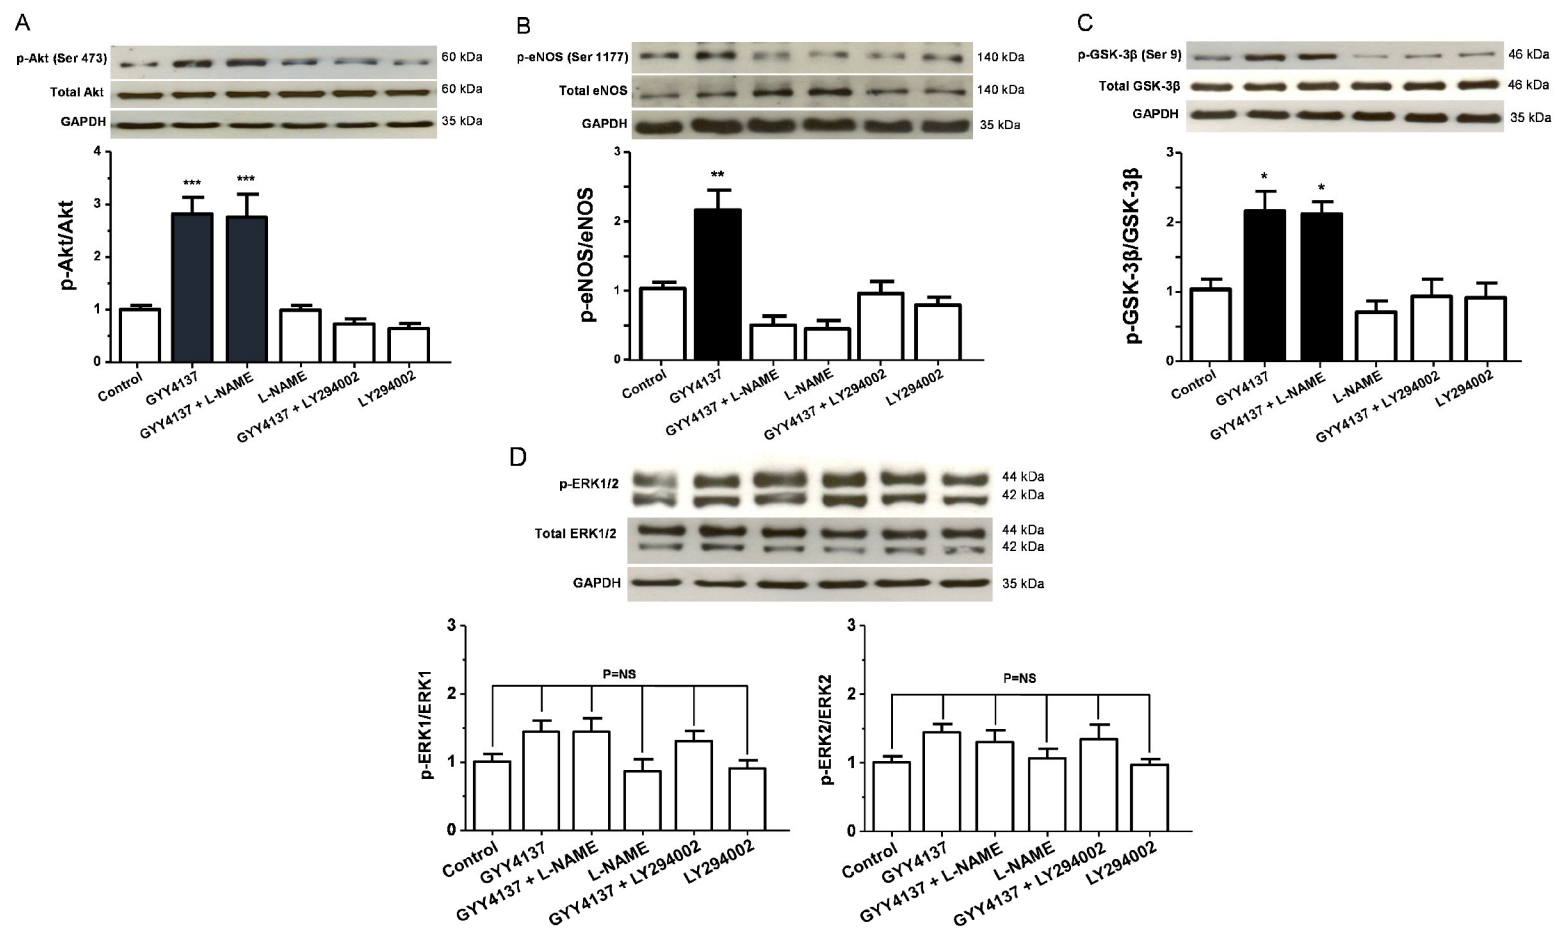 A
p-Akt (Ser 473)
60 kDa
Total Akt
60 kDa
GAPDH
35 kDa
p-Akt/Akt
4
3
2
1
0
***
***
Control
GYY4137
GYY4137 + L-NAME
L-NAME
GYY4137 + LY294002
LY294002
B
p-eNOS (Ser 1177)
140 kDa
Total eNOS
140 kDa
GAPDH
35 kDa
p-eNOS/eNOS
3
2
1
0
**
Control
GYY4137
GYY4137 + L-NAME
L-NAME
GYY4137 + LY294002
LY294002
C
p-GSK-3β (Ser 9)
46 kDa
Total GSK-3β
46 kDa
GAPDH
35 kDa
p-GSK-3β/GSK-3β
3
2
1
0
*
*
Control
GYY4137
GYY4137 + L-NAME
L-NAME
GYY4137 + LY294002
LY294002
D
p-ERK1/2
44 kDa
42 kDa
Total ERK1/2
44 kDa
42 kDa
GAPDH
35 kDa
p-ERK1/ERK1
3
2
1
0
P=NS
Control
GYY4137
GYY4137 + L-NAME
L-NAME
GYY4137 + LY294002
LY294002
p-ERK2/ERK2
3
2
1
0
P=NS
Control
GYY4137
GYY4137 + L-NAME
L-NAME
GYY4137 + LY294002
LY294002